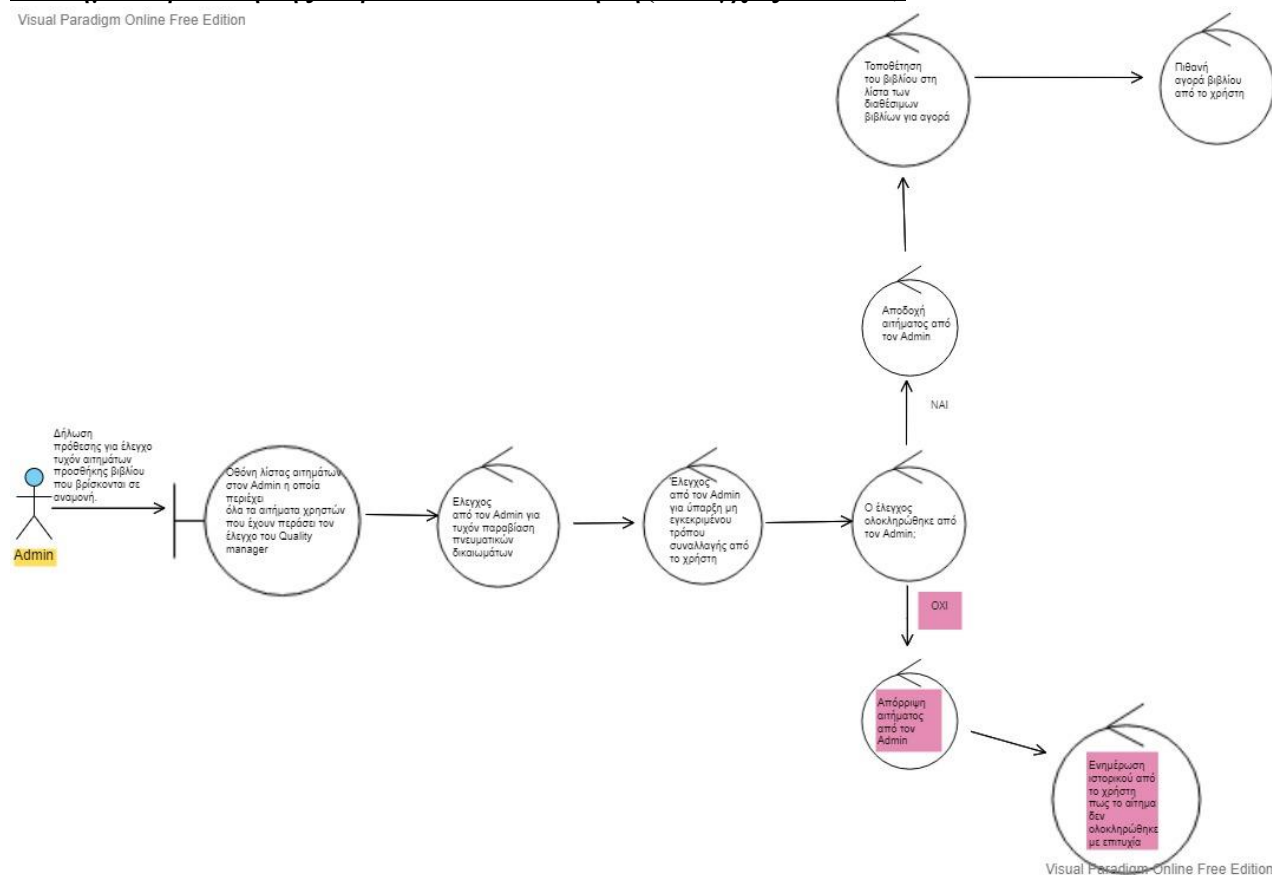 Visual Paradigm Online Free Edition
Τοποθέτηση
του βιβλίου στη
λίστα των
διαθέσιμων
βιβλίων για αγορά
Πιθανή
αγορά βιβλίου
από το χρήστη
Αποδοχή
αιτήματος από
τον Admin
ΝΑΙ
Δήλωση
πρόθεσης για έλεγχο
τυχόν αιτημάτων
προσθήκης βιβλίου
που βρίσκονται σε
αναμονή.
Admin
Οθόνη λίστας αιτημάτων
στον Admin η οποία
περιέχει
όλα τα αιτήματα χρηστών
που έχουν περάσει τον
έλεγχο του Quality
manager
Ελεγχος
από τον Admin για
τυχόν παραβίαση
πνευματικών
δικαιωμάτων
Έλεγχος
από τον Admin
για ύπαρξη μη
εγκεκριμένου
τρόπου
συναλλαγής από
το χρήστη
Ο έλεγχος
ολοκληρώθηκε από
τον Admin;
ΟΧΙ
Απόρριψη
αιτήματος
από τον
Admin
Ενημέρωση
ιστορικού από
το χρήστη
πως το αίτημα
δεν
ολοκληρώθηκε
με επιτυχία
Visual Paradigm Online Free Edition